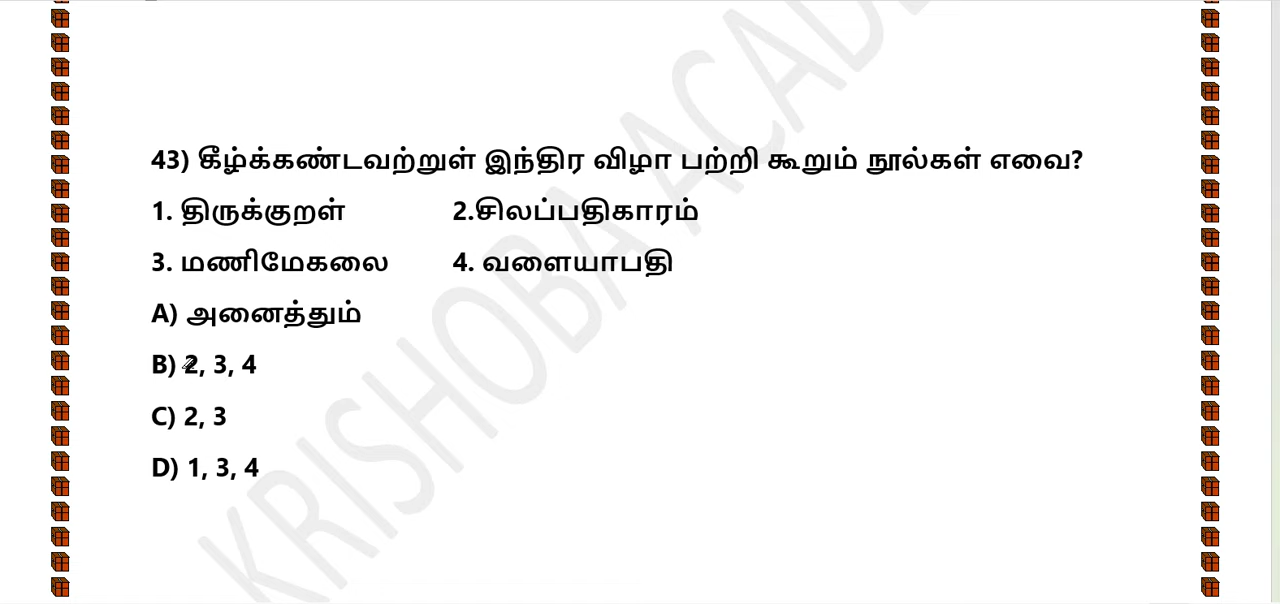 43) கீழ்க்கண்டவற்றுள் இந்திர விழா பற்றி கூறும் நூல்கள் எவை?
1. திருக்குறள் 2.சிலப்பதிகாரம்
3. மணிமேகலை 4. வளையாபதி
A) அனைத்தும்
B) 2, 3, 4
C) 2, 3
D) 1, 3, 4
KRISHOBA ACADE